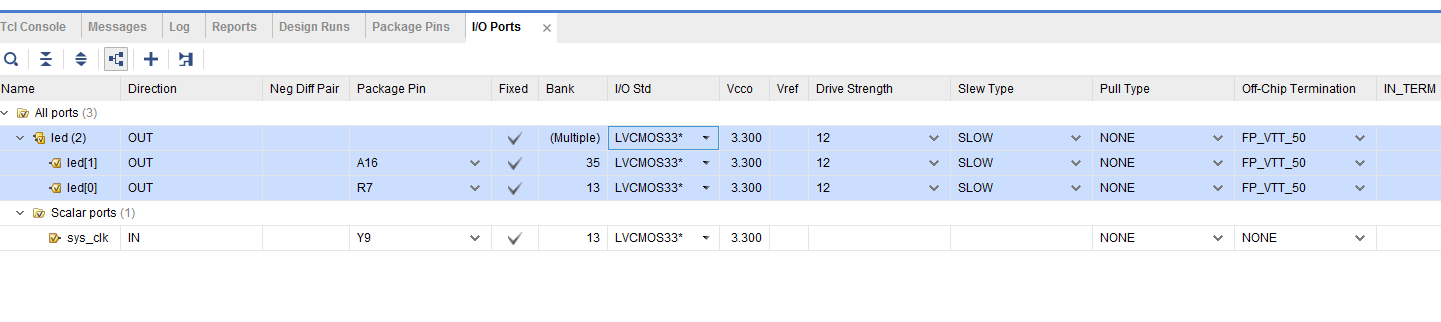 Tcl Console Messages Log Reports Design Runs Package Pins I/O Ports
Name Direction Neg Diff Pair Package Pin Fixed Bank I/O Std Vcco Vref Drive Strength Slew Type Pull Type Off-Chip Termination IN_TERM
All ports (3)
led (2) OUT (Multiple) LVCMOS33* 3.300 12 SLOW NONE FP_VTT_50
led[1] OUT A16 35 LVCMOS33* 3.300 12 SLOW NONE FP_VTT_50
led[0] OUT R7 13 LVCMOS33* 3.300 12 SLOW NONE FP_VTT_50
Scalar ports (1)
sys_clk IN Y9 13 LVCMOS33* 3.300 NONE NONE